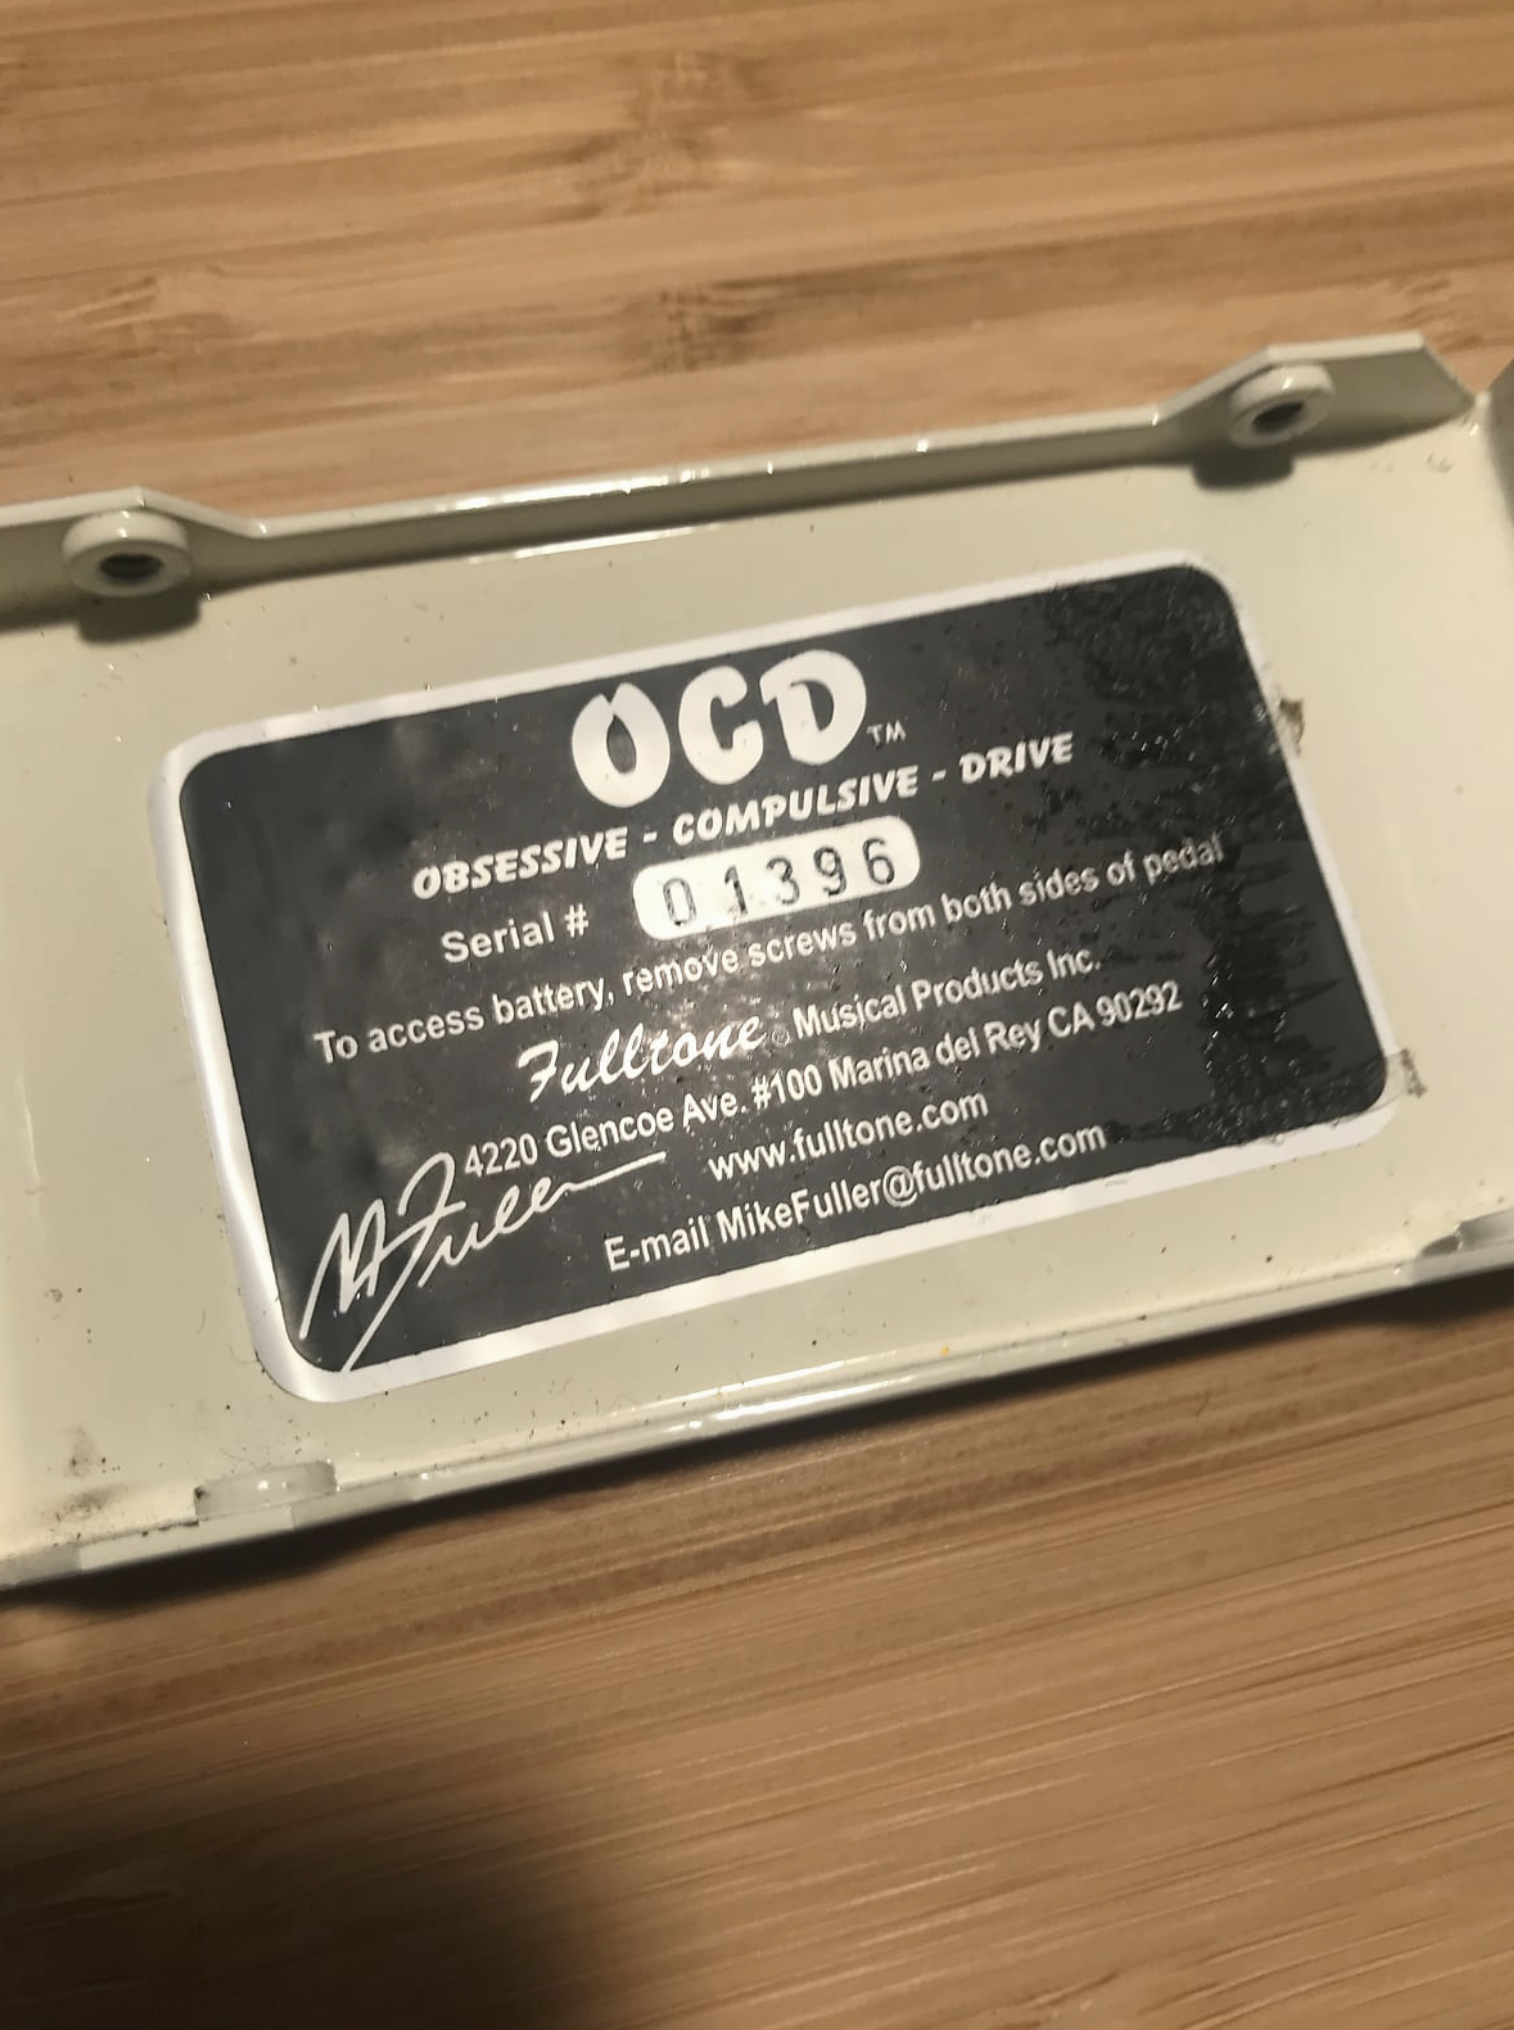 OCD™
OBSESSIVE - COMPULSIVE - DRIVE
Serial # 01396
To access battery, remove screws from both sides of pedal
Fulltone® Musical Products Inc.
4220 Glencoe Ave. #100 Marina del Rey CA 90292
www.fulltone.com
E-mail MikeFuller@fulltone.com
M Fuller